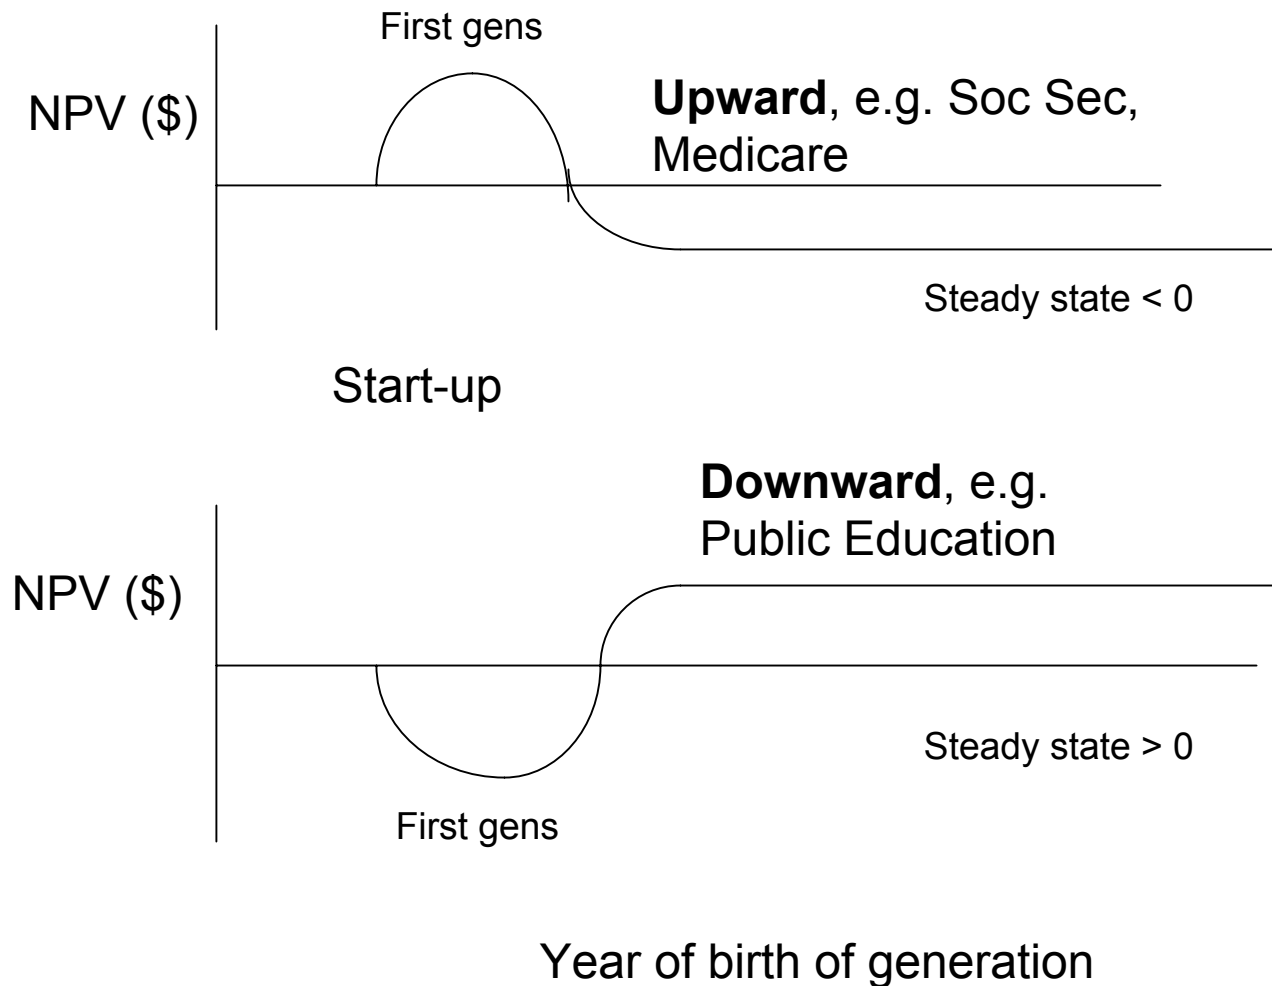 First gens
NPV ($)
Upward, e.g. Soc Sec,
Medicare
Steady state < 0
Start-up
Downward, e.g.
Public Education
NPV ($)
Steady state > 0
First gens
Year of birth of generation